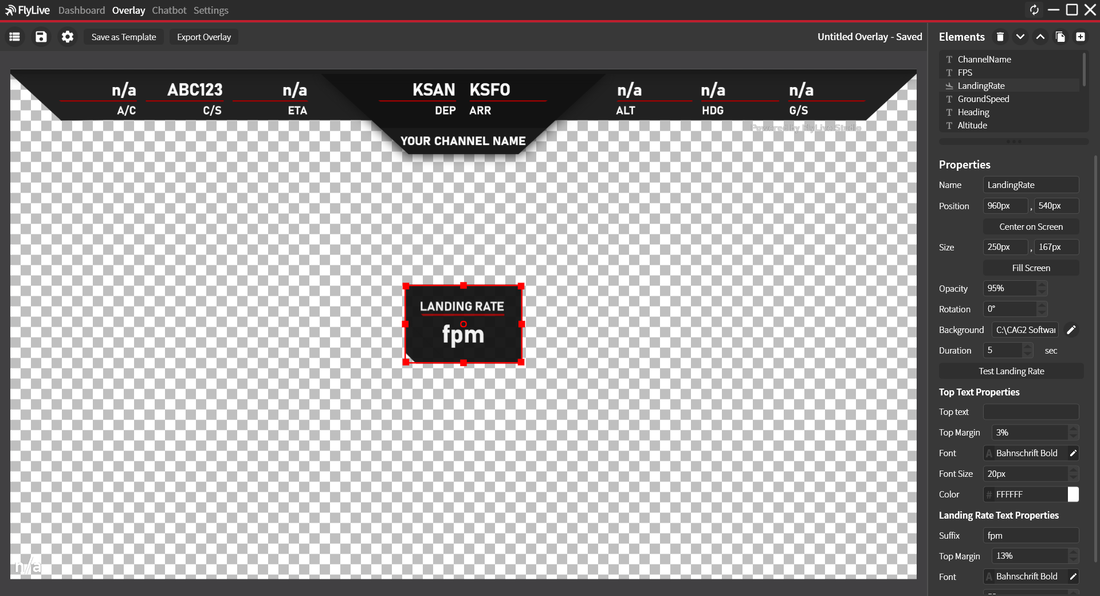 FlyLive Dashboard Overlay Chatbot Settings
Save as Template Export Overlay Untitled Overlay - Saved Elements
ChannelName
FPS
LandingRate
GroundSpeed
Heading
Altitude
n/a ABC123 n/a KSAN KSFO n/a n/a n/a
A/C C/S ETA DEP ARR ALT HDG G/S
YOUR CHANNEL NAME
LANDING RATE
fpm
n/a
Properties
Name LandingRate
Position 960px , 540px
Center on Screen
Size 250px , 167px
Fill Screen
Opacity 95%
Rotation 0°
Background C:\CAG2 Softwar
Duration 5 sec
Test Landing Rate
Top Text Properties
Top text
Top Margin 3%
Font A Bahnschrift Bold
Font Size 20px
Color # FFFFFF
Landing Rate Text Properties
Suffix fpm
Top Margin 13%
Font A Bahnschrift Bold